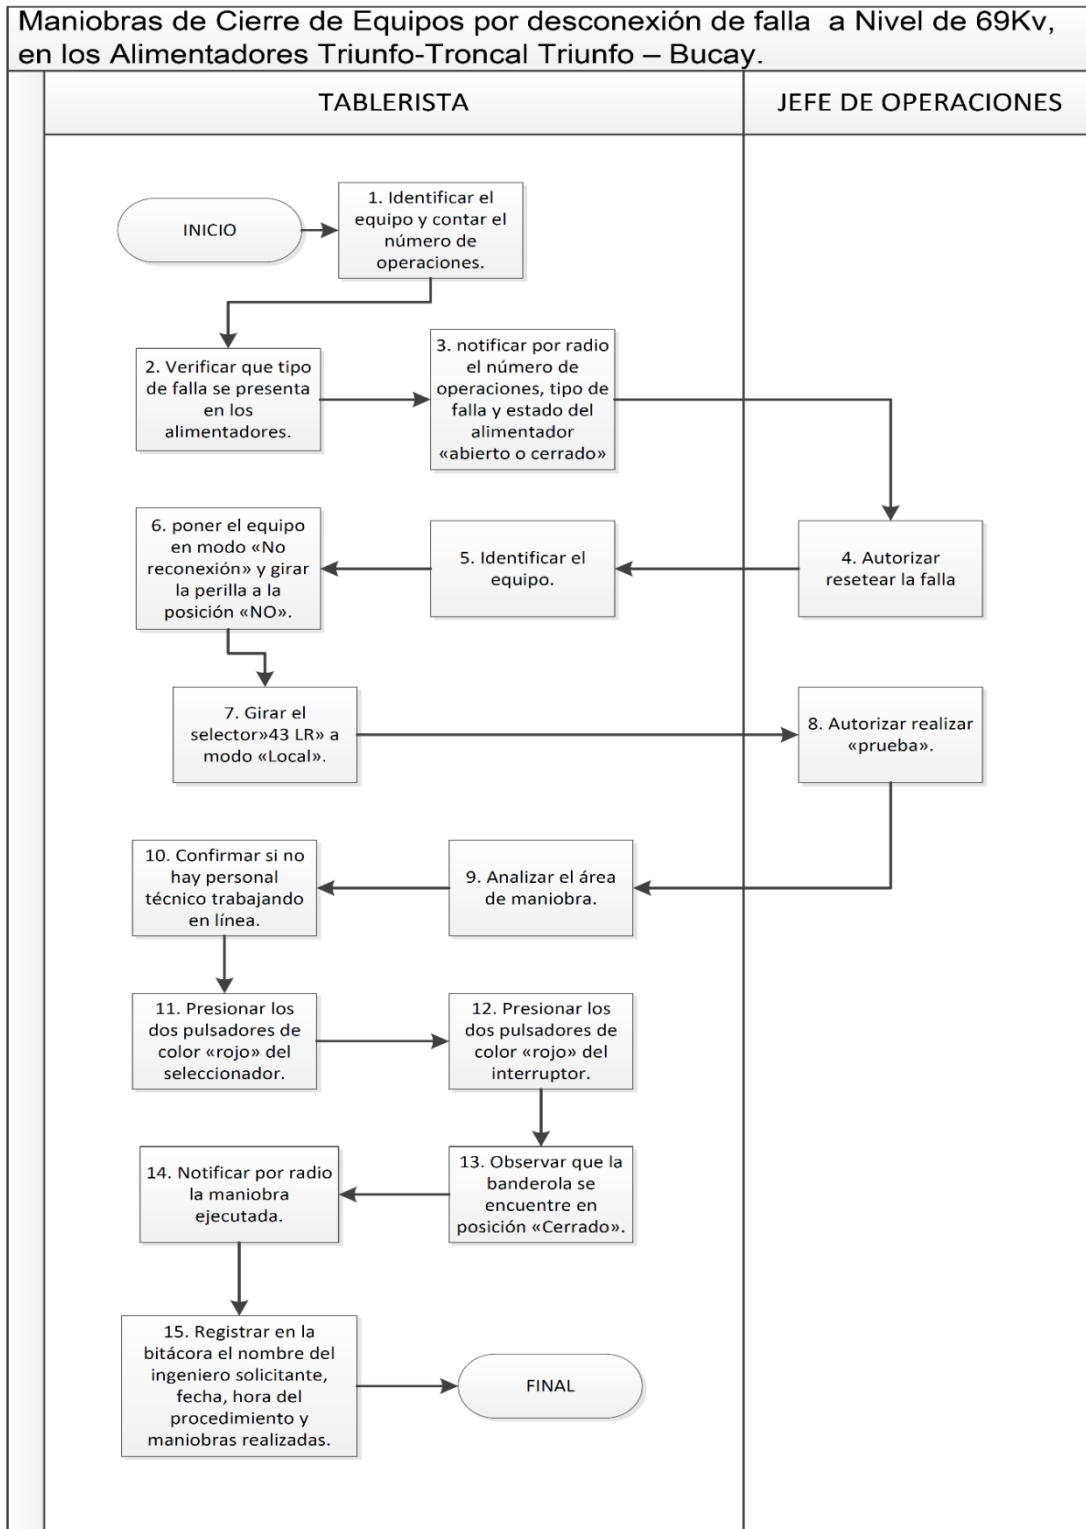 Maniobras de Cierre de Equipos por desconexión de falla a Nivel de 69Kv,
en los Alimentadores Triunfo-Troncal Triunfo – Bucay.
TABLERISTA
JEFE DE OPERACIONES
INICIO
1. Identificar el
equipo y contar el
número de
operaciones.
2. Verificar que tipo
de falla se presenta
en los
alimentadores.
3. notificar por radio
el número de
operaciones, tipo de
falla y estado del
alimentador
«abierto o cerrado»
4. Autorizar
resetear la falla
5. Identificar el
equipo.
6. poner el equipo
en modo «No
reconexión» y girar
la perilla a la
posición «NO».
7. Girar el
selector»43 LR» a
modo «Local».
8. Autorizar realizar
«prueba».
9. Analizar el área
de maniobra.
10. Confirmar si no
hay personal
técnico trabajando
en línea.
11. Presionar los
dos pulsadores de
color «rojo» del
seleccionador.
12. Presionar los
dos pulsadores de
color «rojo» del
interruptor.
13. Observar que la
banderola se
encuentre en
posición «Cerrado».
14. Notificar por radio
la maniobra
ejecutada.
15. Registrar en la
bitácora el nombre del
ingeniero solicitante,
fecha, hora del
procedimiento y
maniobras realizadas.
FINAL